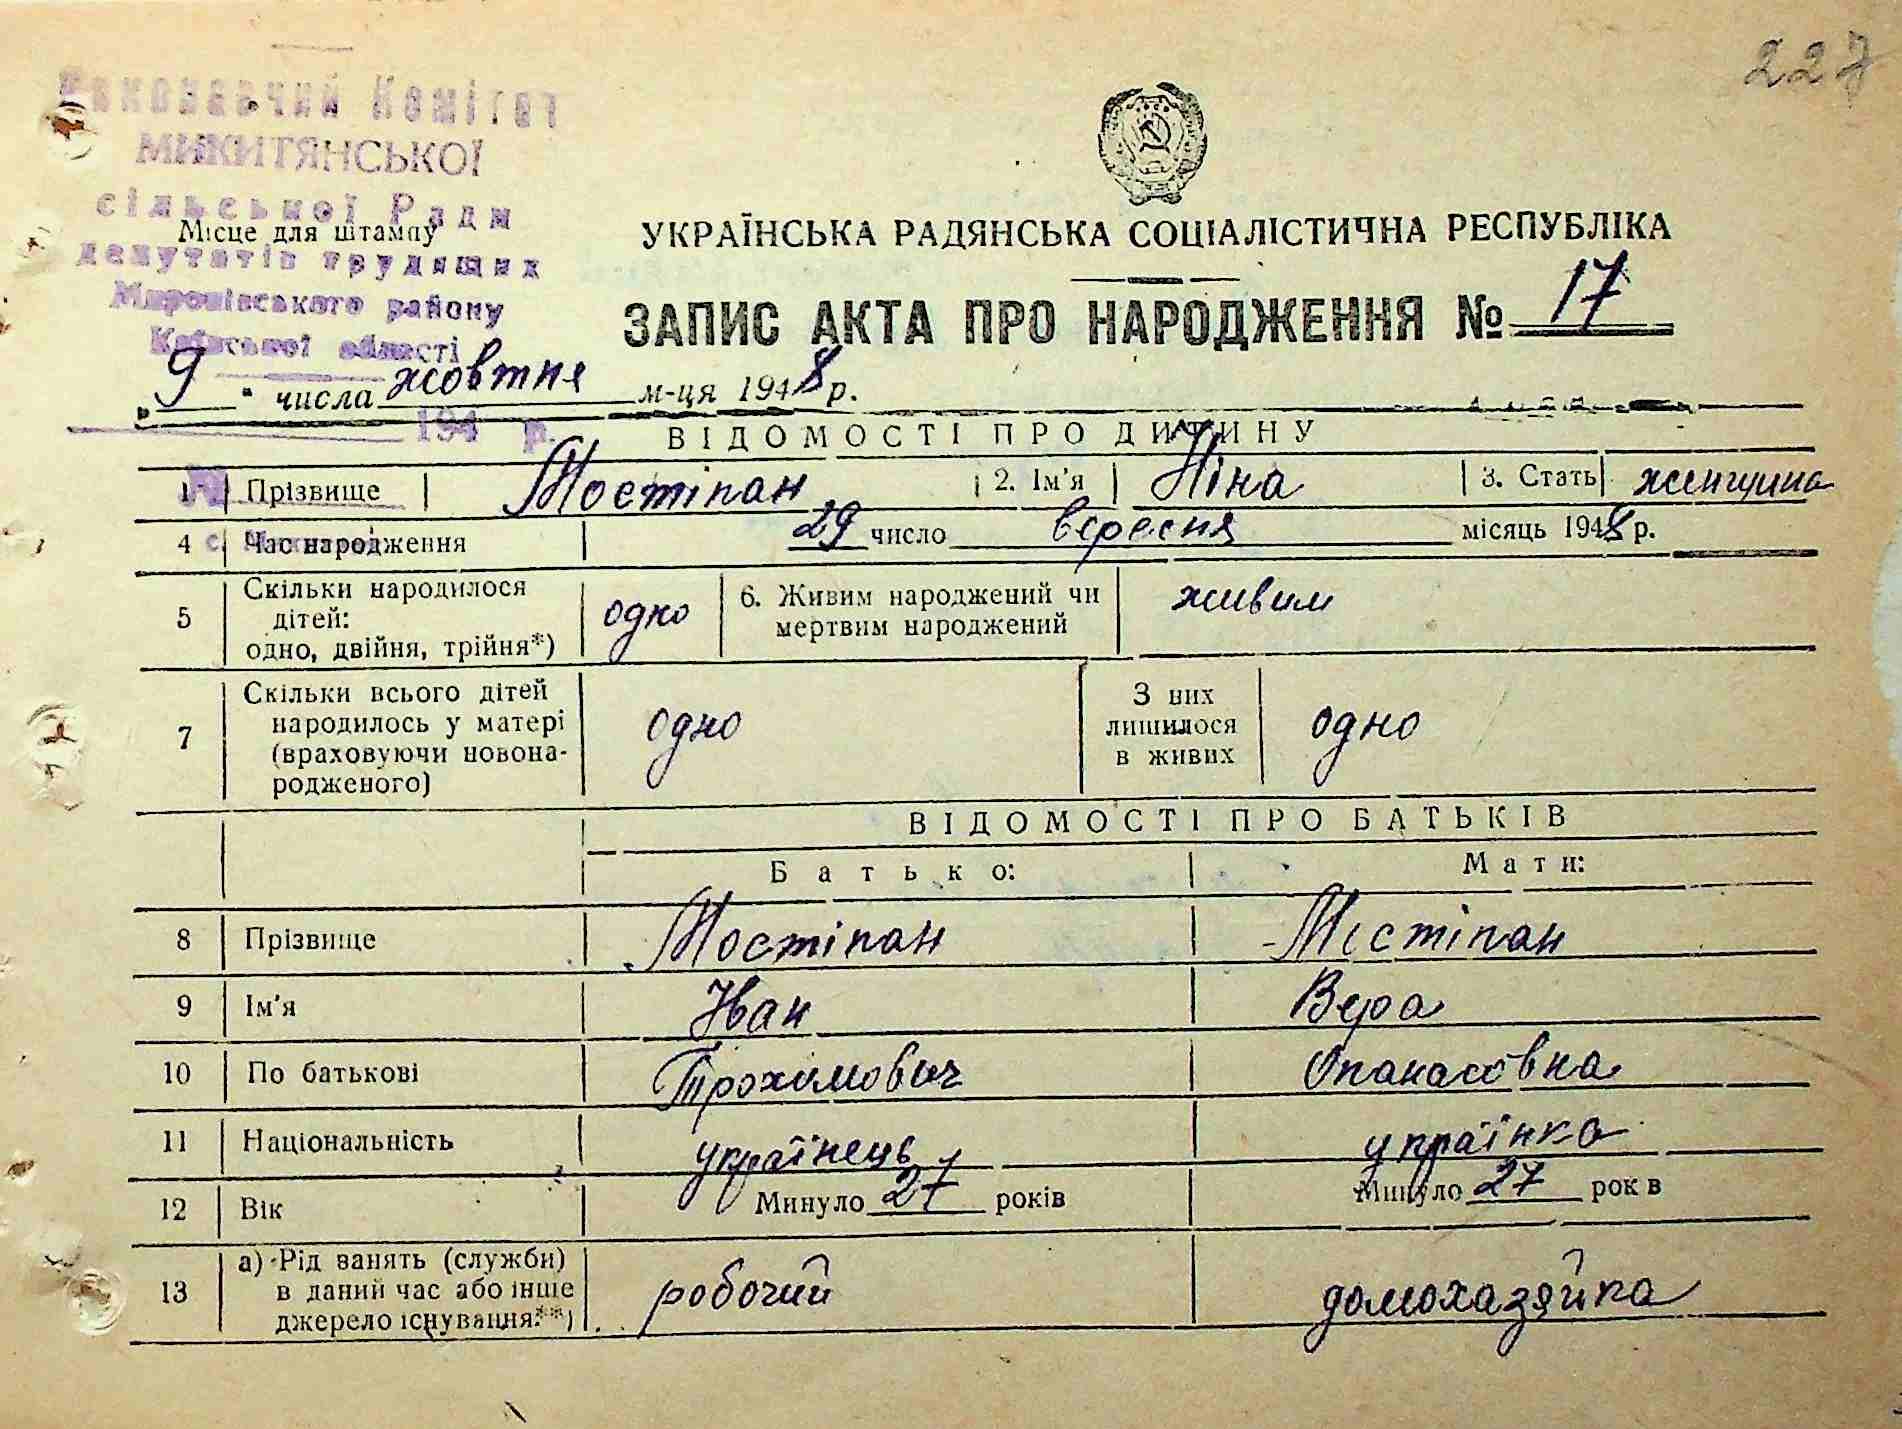 227
Виконавчий Комітет
МИКИТЯНСЬКОЇ
сільської Ради
Місце для штампу
депутатів трудящих
Миронівського району
Київської області
194 р.
УКРАЇНСЬКА РАДЯНСЬКА СОЦІАЛІСТИЧНА РЕСПУБЛІКА
ЗАПИС АКТА ПРО НАРОДЖЕННЯ № 17
„9“ числа жовтня м-ця 1948 р.
ВІДОМОСТІ ПРО ДИТИНУ
1 Прізвище Мостіпан 2. Ім'я Ніна 3. Стать женщина
4 Час народження 29 число вересня місяць 1948 р.
5 Скільки народилося дітей: одно, двійня, трійня*) одно 6. Живим народжений чи мертвим народжений живим
7 Скільки всього дітей народилось у матері (враховуючи новонародженого) одно З них лишилося в живих одно
ВІДОМОСТІ ПРО БАТЬКІВ
Батько: Мати:
8 Прізвище Мостіпан Мостіпан
9 Ім'я Іван Вера
10 По батькові Трохимович Опанасовна
11 Національність українець українка
12 Вік Минуло 27 років Минуло 27 рок в
13 а) Рід занять (служби) в даний час або інше джерело існування:**) робочий домохазяйка